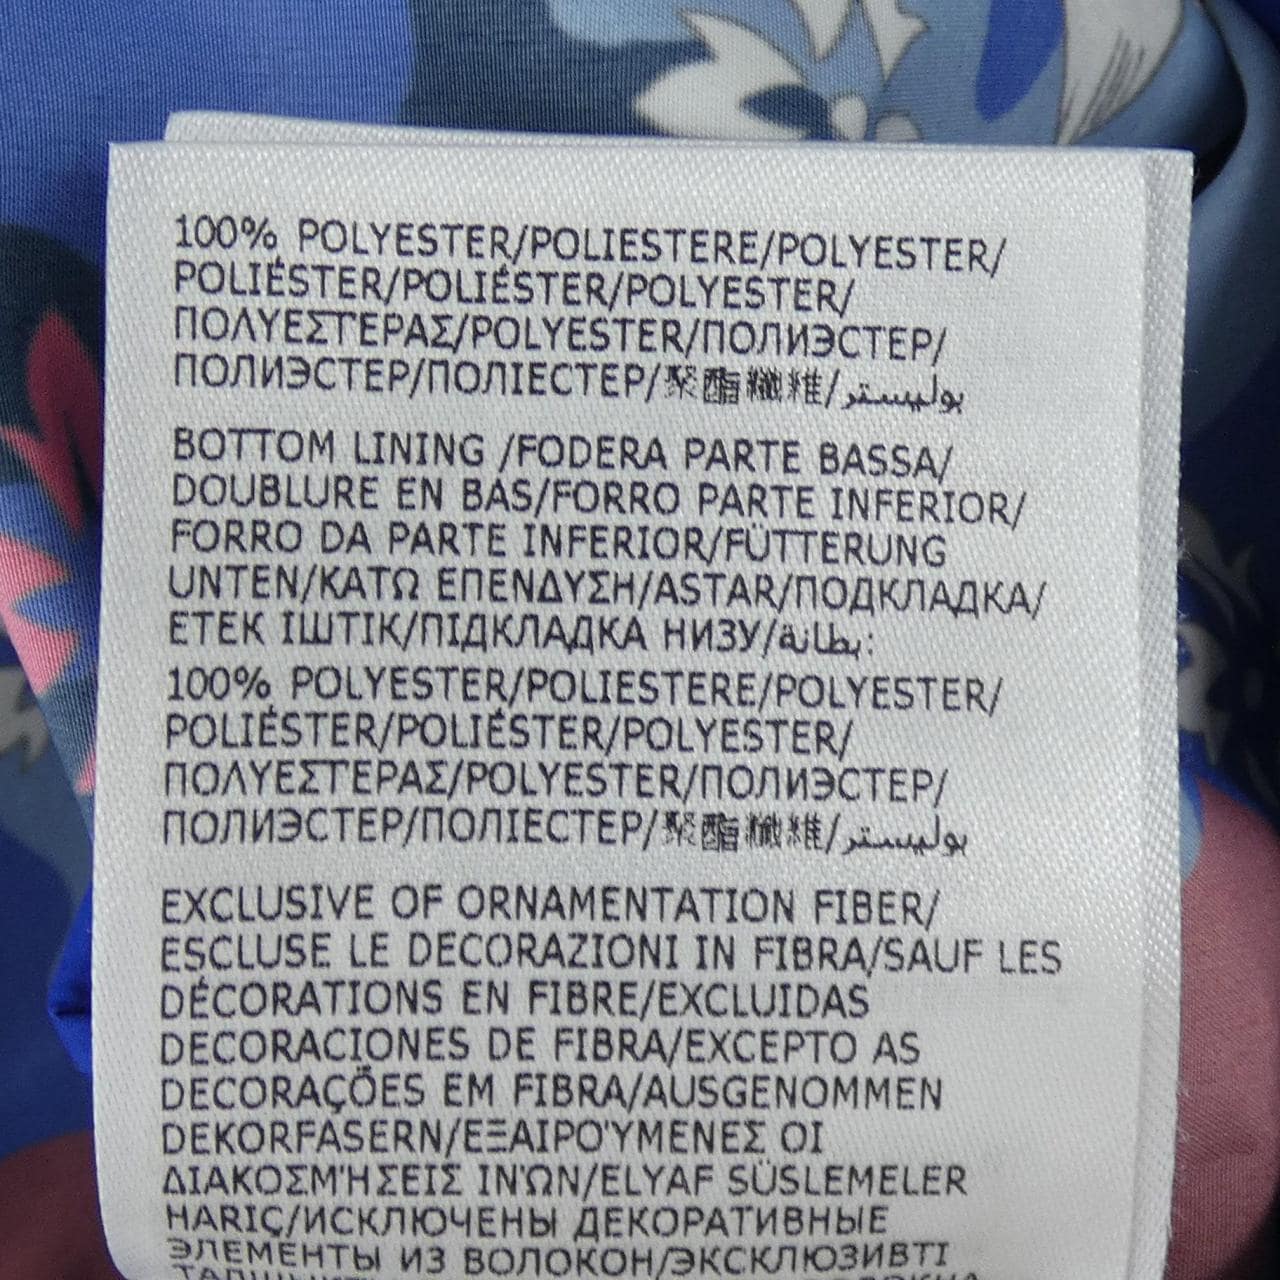 100% POLYESTER/POLIESTERE/POLYESTER/
POLIÉSTER/POLIÉSTER/POLYESTER/
ΠΟΛΥΕΣΤΕΡΑΣ/POLYESTER/ПОЛИЭСТЕР/
ПОЛИЭСТЕР/ПОЛІЕСТЕР/聚酯纖維/بوليستر
BOTTOM LINING /FODERA PARTE BASSA/
DOUBLURE EN BAS/FORRO PARTE INFERIOR/
FORRO DA PARTE INFERIOR/FÜTTERUNG
UNTEN/ΚΑΤΩ ΕΠΕΝΔΥΣΗ/ASTAR/ПОДКЛАДКА/
ЕТЕК ІШТІК/ПІДКЛАДКА НИЗУ/بطانة:
100% POLYESTER/POLIESTERE/POLYESTER/
POLIÉSTER/POLIÉSTER/POLYESTER/
ΠΟΛΥΕΣΤΕΡΑΣ/POLYESTER/ПОЛИЭСТЕР/
ПОЛИЭСТЕР/ПОЛІЕСТЕР/聚酯纖維/بوليستر
EXCLUSIVE OF ORNAMENTATION FIBER/
ESCLUSE LE DECORAZIONI IN FIBRA/SAUF LES
DÉCORATIONS EN FIBRE/EXCLUIDAS
DECORACIONES DE FIBRA/EXCEPTO AS
DECORAÇÕES EM FIBRA/AUSGENOMMEN
DEKORFASERN/ΕΞΑΙΡΟΎΜΕΝΕΣ ΟΙ
ΔΙΑΚΟΣΜΉΣΕΙΣ ΙΝΏΝ/ELYAF SÜSLEMELER
HARIÇ/ИСКЛЮЧЕНЫ ДЕКОРАТИВНЫЕ
ЭЛЕМЕНТЫ ИЗ ВОЛОКОН/ЭКСКЛЮЗИВТІ